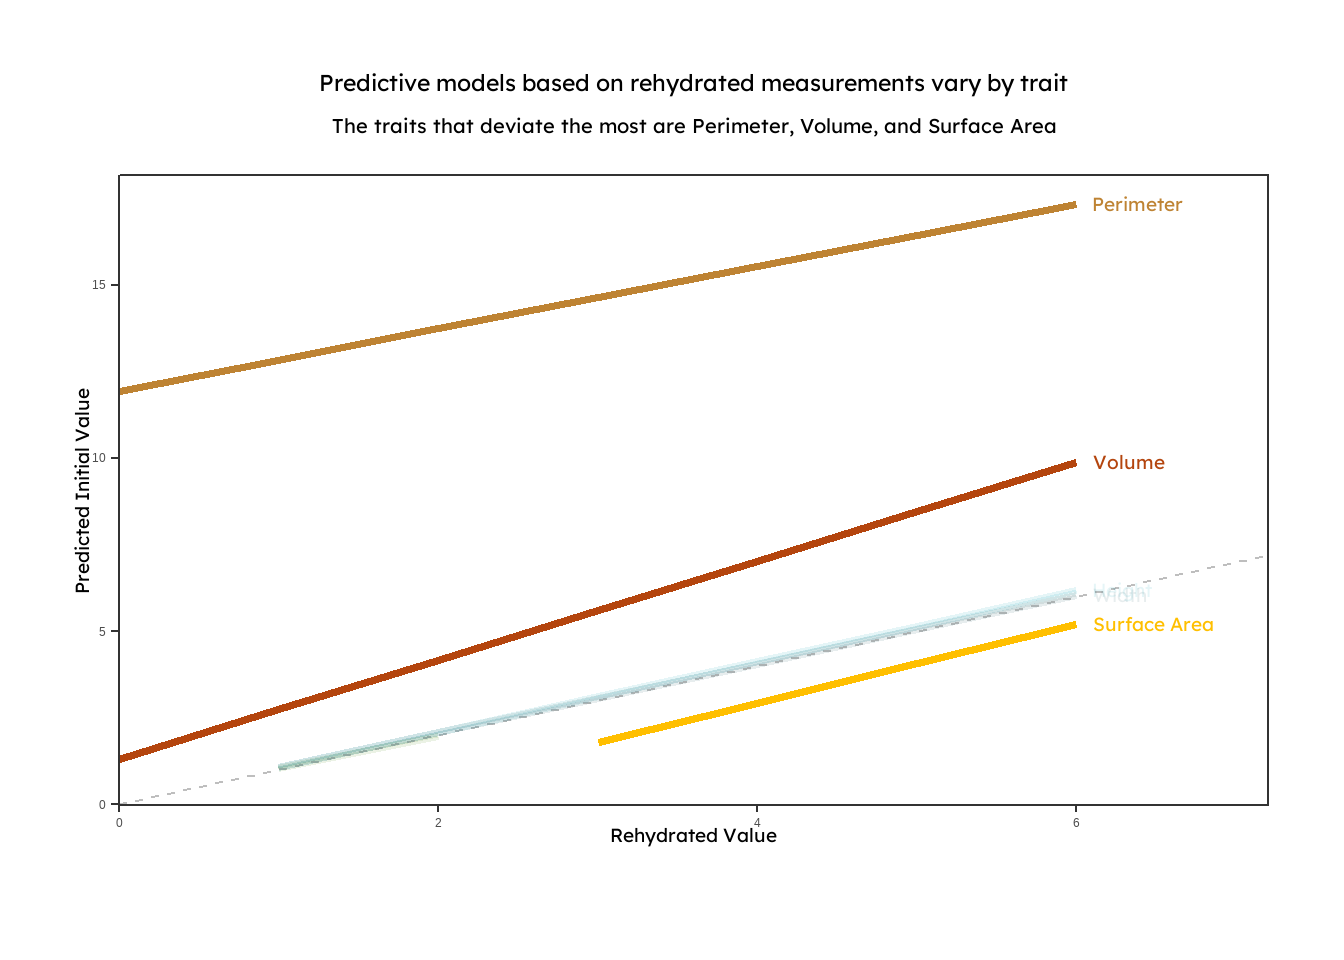 Predictive models based on rehydrated measurements vary by trait
The traits that deviate the most are Perimeter, Volume, and Surface Area
Perimeter
15
Predicted Initial Value
10
Volume
Width
5
Surface Area
0
0 2 4 6
Rehydrated Value